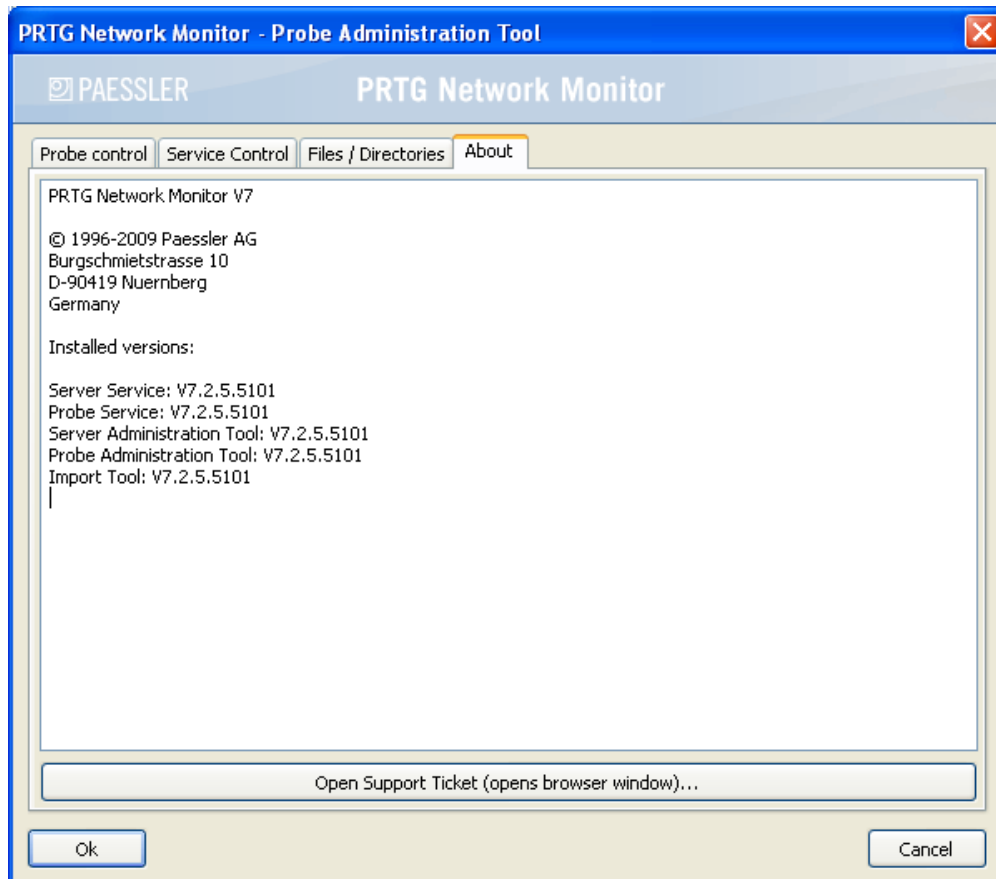 PRTG Network Monitor - Probe Administration Tool
PAESSLER
PRTG Network Monitor
Probe control
Service Control
Files / Directories
About
PRTG Network Monitor V7
© 1996-2009 Paessler AG
Burgschmietstrasse 10
D-90419 Nuernberg
Germany
Installed versions:
Server Service: V7.2.5.5101
Probe Service: V7.2.5.5101
Server Administration Tool: V7.2.5.5101
Probe Administration Tool: V7.2.5.5101
Import Tool: V7.2.5.5101
Open Support Ticket (opens browser window)...
Ok
Cancel